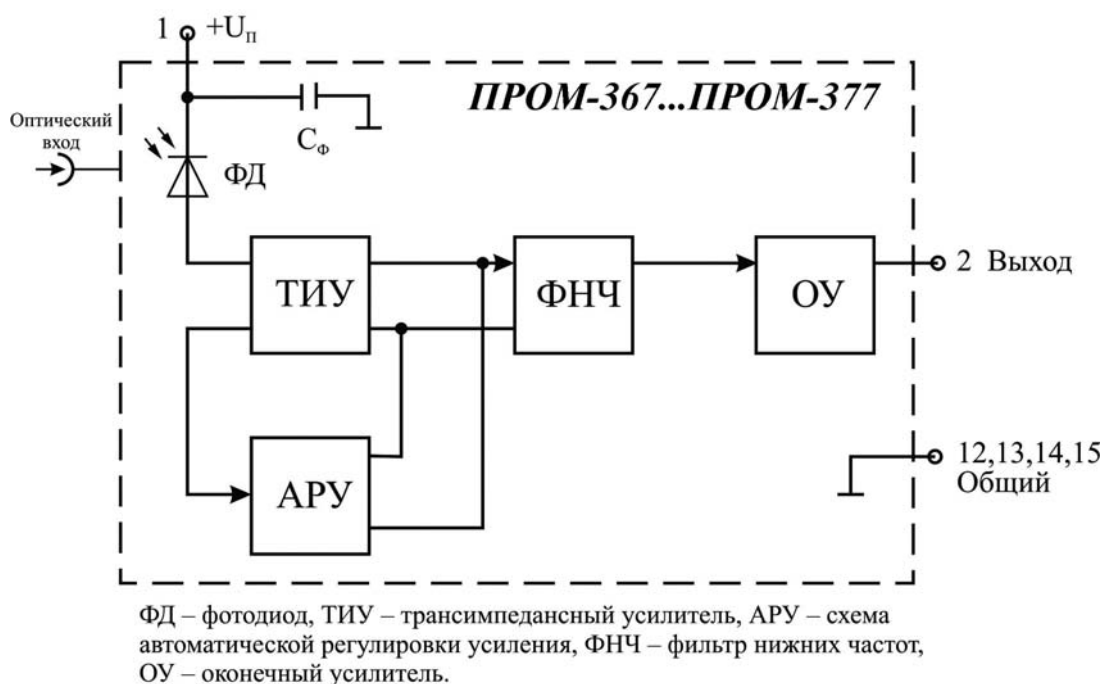 1 +Uп
ПРОМ-367...ПРОМ-377
Оптический
вход
Cф
ФД
ТИУ
ФНЧ
ОУ
2 Выход
АРУ
12,13,14,15
Общий
ФД – фотодиод, ТИУ – трансимпедансный усилитель, АРУ – схема
автоматической регулировки усиления, ФНЧ – фильтр нижних частот,
ОУ – оконечный усилитель.